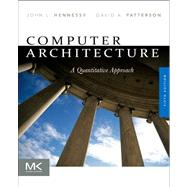 JOHN L. HENNESSY
DAVID A. PATTERSON
COMPUTER
ARCHITECTURE
A Quantitative Approach
MK
FIFTH EDITION